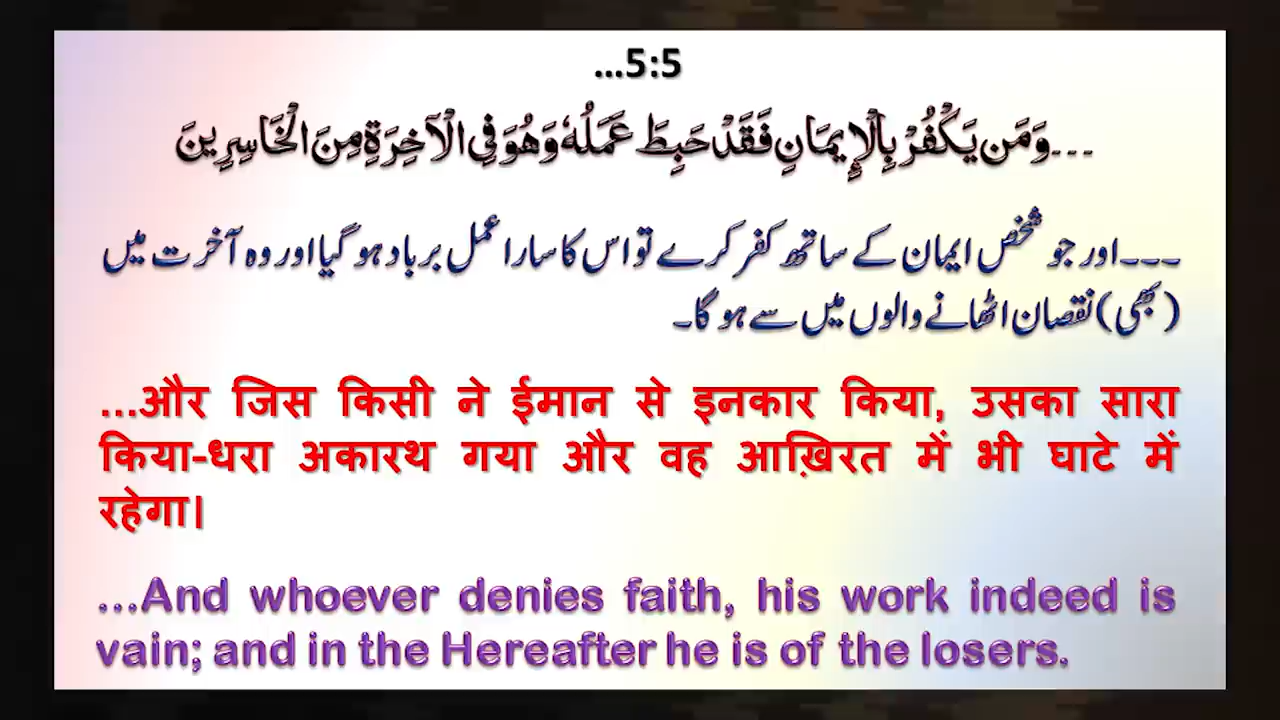 ...5:5
۔۔۔وَمَن يَكْفُرْ بِالْإِيمَانِ فَقَدْ حَبِطَ عَمَلُهُ وَهُوَ فِي الْآخِرَةِ مِنَ الْخَاسِرِينَ
۔۔۔اور جو شخص ایمان کے ساتھ کفر کرے تو اس کا سارا عمل برباد ہو گیا اور وہ آخرت میں
(بھی) نقصان اٹھانے والوں میں سے ہو گا۔
...और जिस किसी ने ईमान से इनकार किया, उसका सारा
किया-धरा अकारथ गया और वह आख़िरत में भी घाटे में
रहेगा।
...And whoever denies faith, his work indeed is
vain; and in the Hereafter he is of the losers.